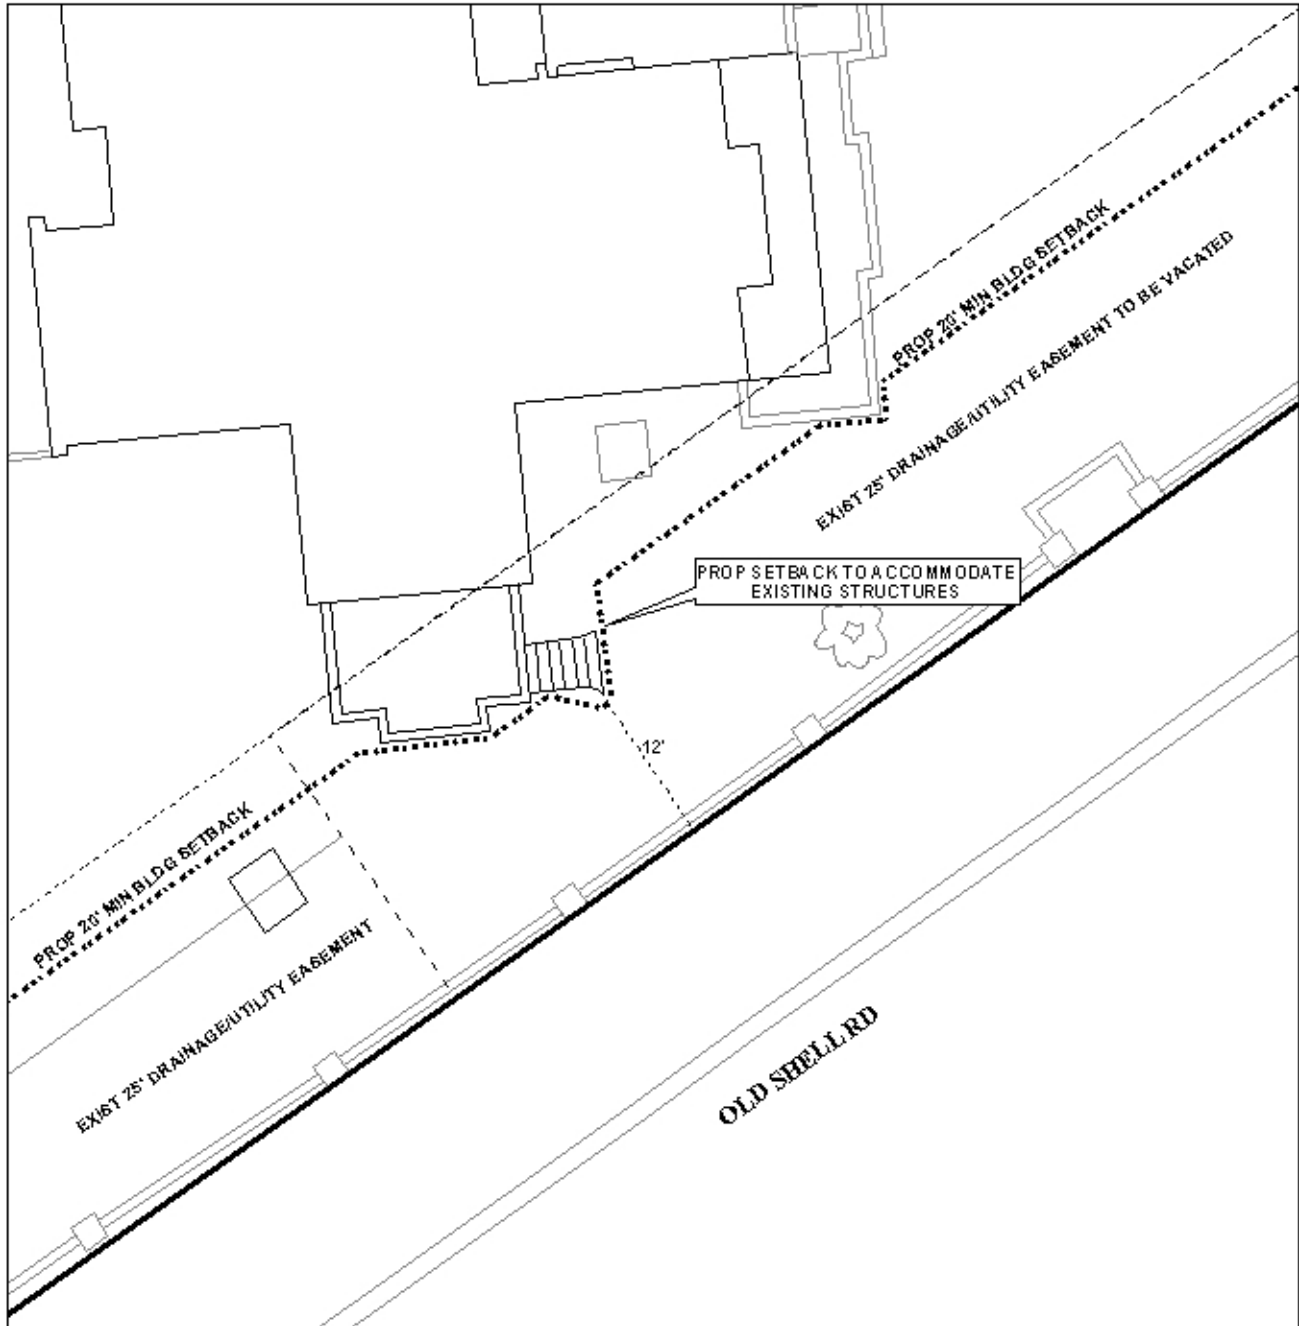 PROP 20' MIN BLDG SETBACK
EXIST 25' DRAINAGE/UTILITY EASEMENT TO BE VACATED
PROP SETBACK TO ACCOMMODATE
EXISTING STRUCTURES
12'
PROP 20' MIN BLDG SETBACK
EXIST 25' DRAINAGE/UTILITY EASEMENT
OLD SHELL RD